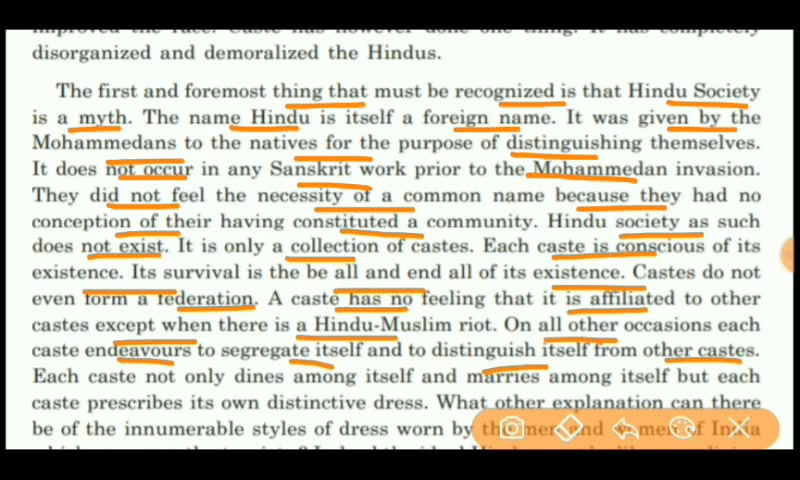 disorganized and demoralized the Hindus.
The first and foremost thing that must be recognized is that Hindu Society
is a myth. The name Hindu is itself a foreign name. It was given by the
Mohammedans to the natives for the purpose of distinguishing themselves.
It does not occur in any Sanskrit work prior to the Mohammedan invasion.
They did not feel the necessity of a common name because they had no
conception of their having constituted a community. Hindu society as such
does not exist. It is only a collection of castes. Each caste is conscious of its
existence. Its survival is the be all and end all of its existence. Castes do not
even form a federation. A caste has no feeling that it is affiliated to other
castes except when there is a Hindu-Muslim riot. On all other occasions each
caste endeavours to segregate itself and to distinguish itself from other castes.
Each caste not only dines among itself and marries among itself but each
caste prescribes its own distinctive dress. What other explanation can there
be of the innumerable styles of dress worn by the men and women of India